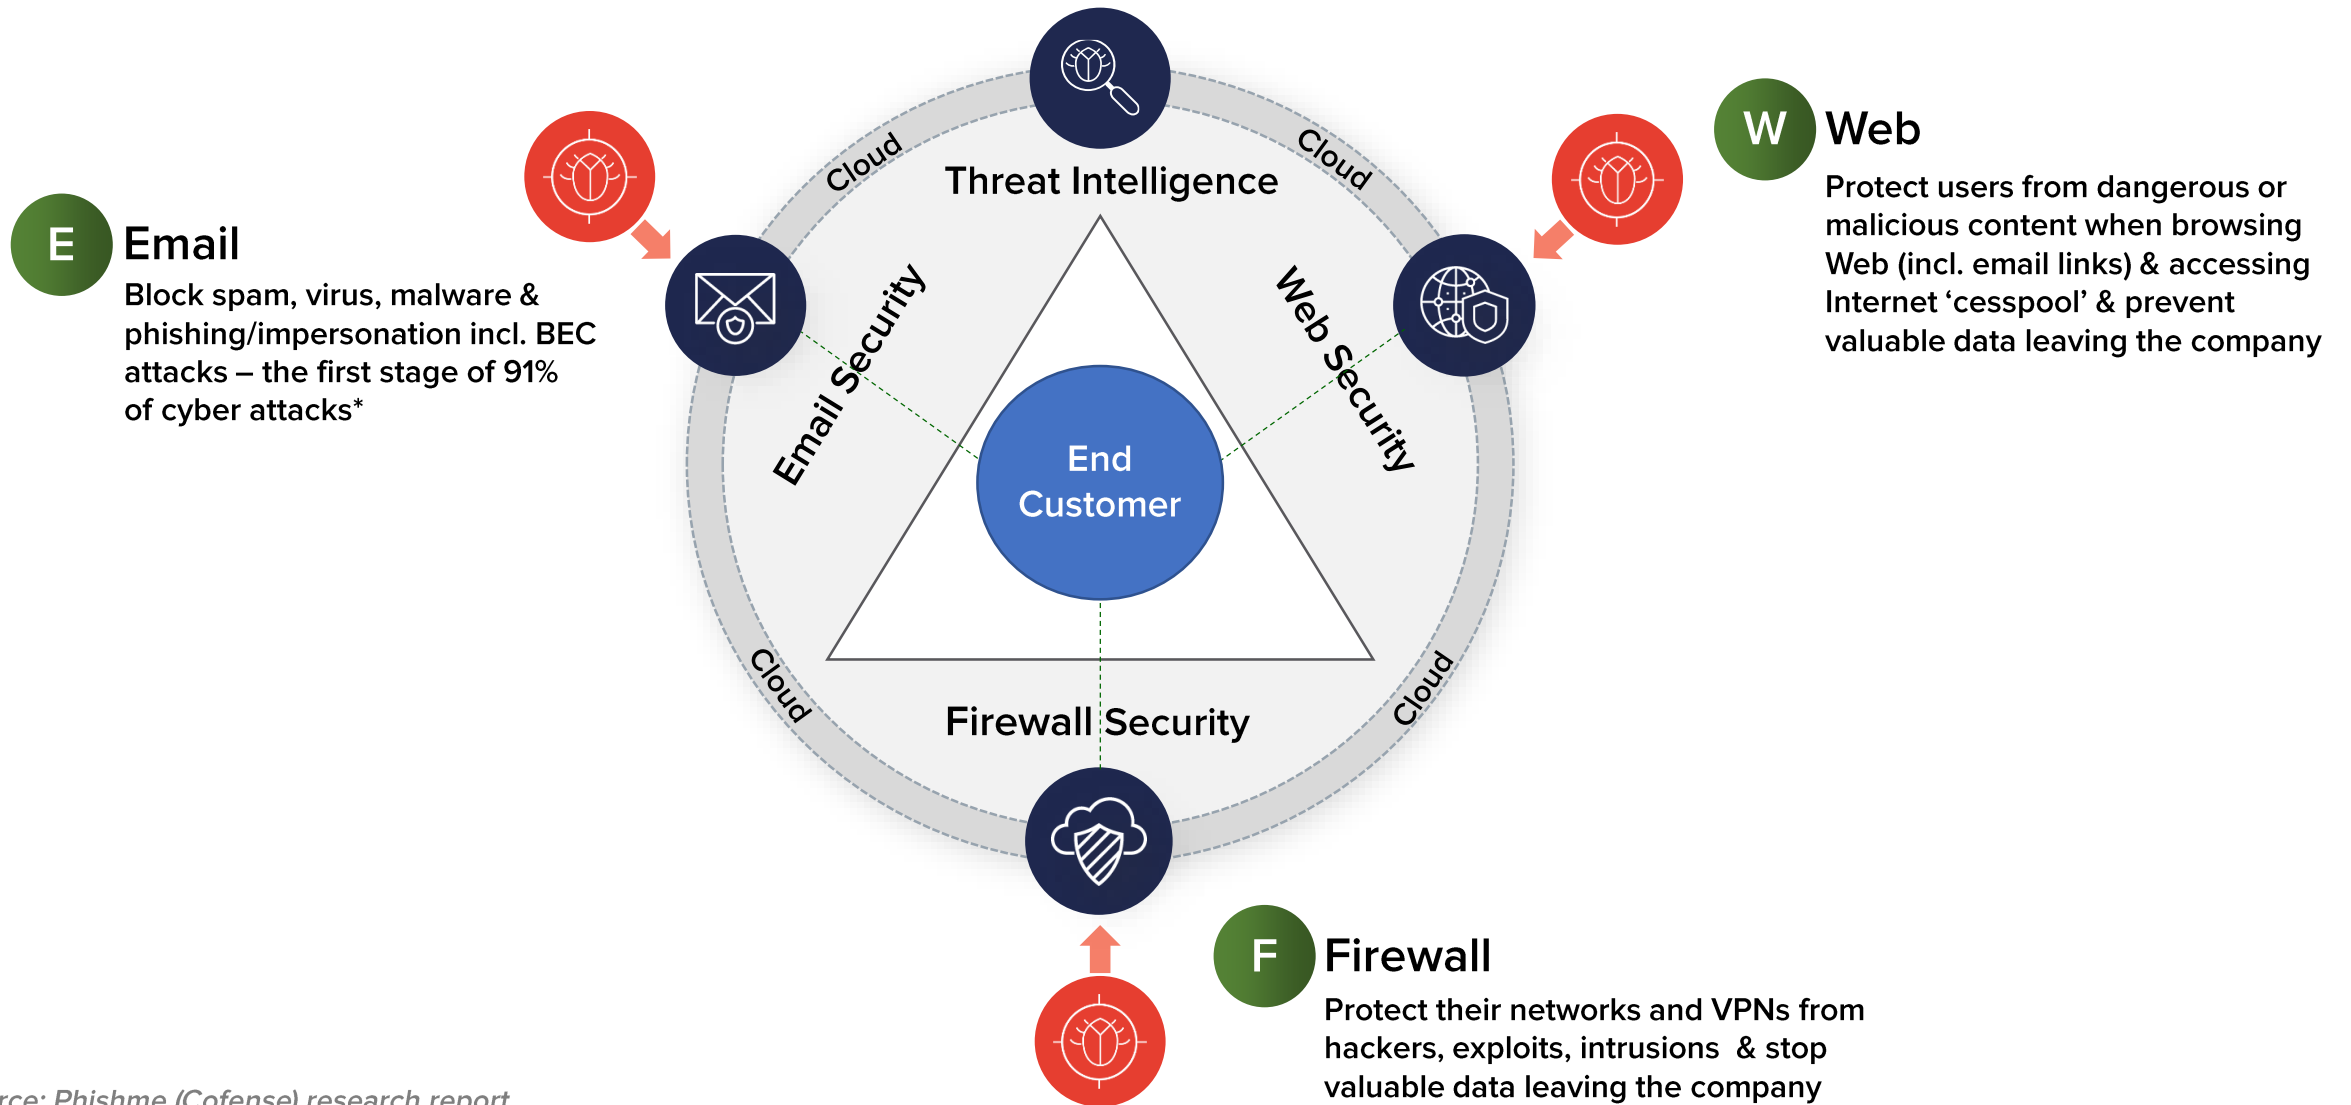 E
Email
Block spam, virus, malware &
phishing/impersonation incl. BEC
attacks – the first stage of 91%
of cyber attacks*
Cloud
Cloud
Threat Intelligence
Email Security
Web Security
End
Customer
Cloud
Cloud
Firewall Security
W
Web
Protect users from dangerous or
malicious content when browsing
Web (incl. email links) & accessing
Internet ‘cesspool’ & prevent
valuable data leaving the company
F
Firewall
Protect their networks and VPNs from
hackers, exploits, intrusions & stop
valuable data leaving the company
Phishme (Cofense) research report